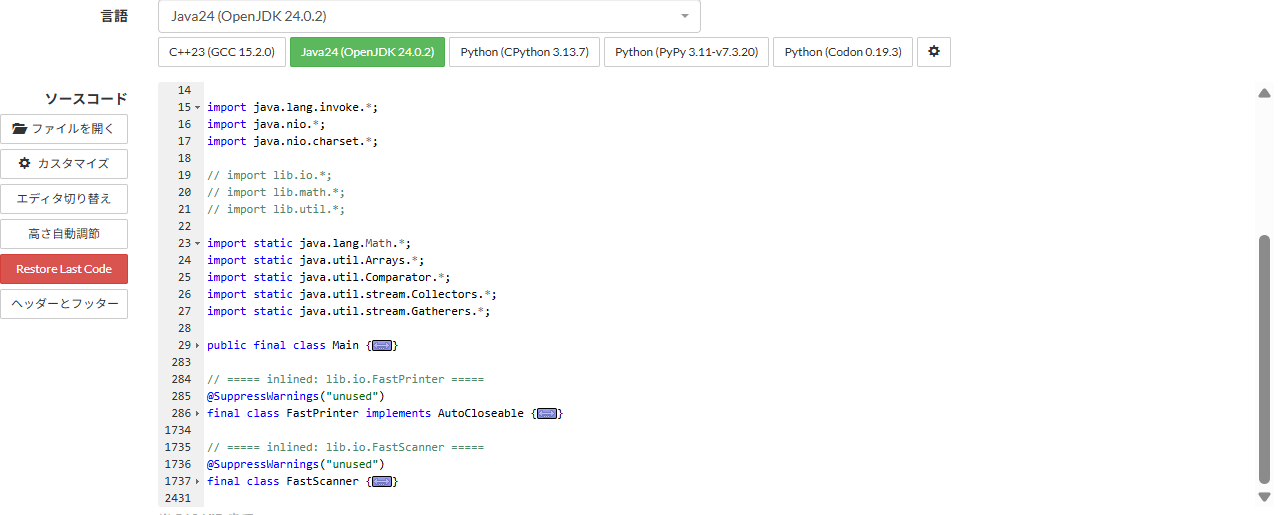 言語
Java24 (OpenJDK 24.0.2)
C++23 (GCC 15.2.0) Java24 (OpenJDK 24.0.2) Python (CPython 3.13.7) Python (PyPy 3.11-v7.3.20) Python (Codon 0.19.3)
ソースコード
ファイルを開く
カスタマイズ
エディタ切り替え
高さ自動調節
Restore Last Code
ヘッダーとフッター
14
15 import java.lang.invoke.*;
16 import java.nio.*;
17 import java.nio.charset.*;
18
19 // import lib.io.*;
20 // import lib.math.*;
21 // import lib.util.*;
22
23 import static java.lang.Math.*;
24 import static java.util.Arrays.*;
25 import static java.util.Comparator.*;
26 import static java.util.stream.Collectors.*;
27 import static java.util.stream.Gatherers.*;
28
29 public final class Main {}
283
284 // ===== inlined: lib.io.FastPrinter =====
285 @SuppressWarnings("unused")
286 final class FastPrinter implements AutoCloseable {}
1734
1735 // ===== inlined: lib.io.FastScanner =====
1736 @SuppressWarnings("unused")
1737 final class FastScanner {}
2431